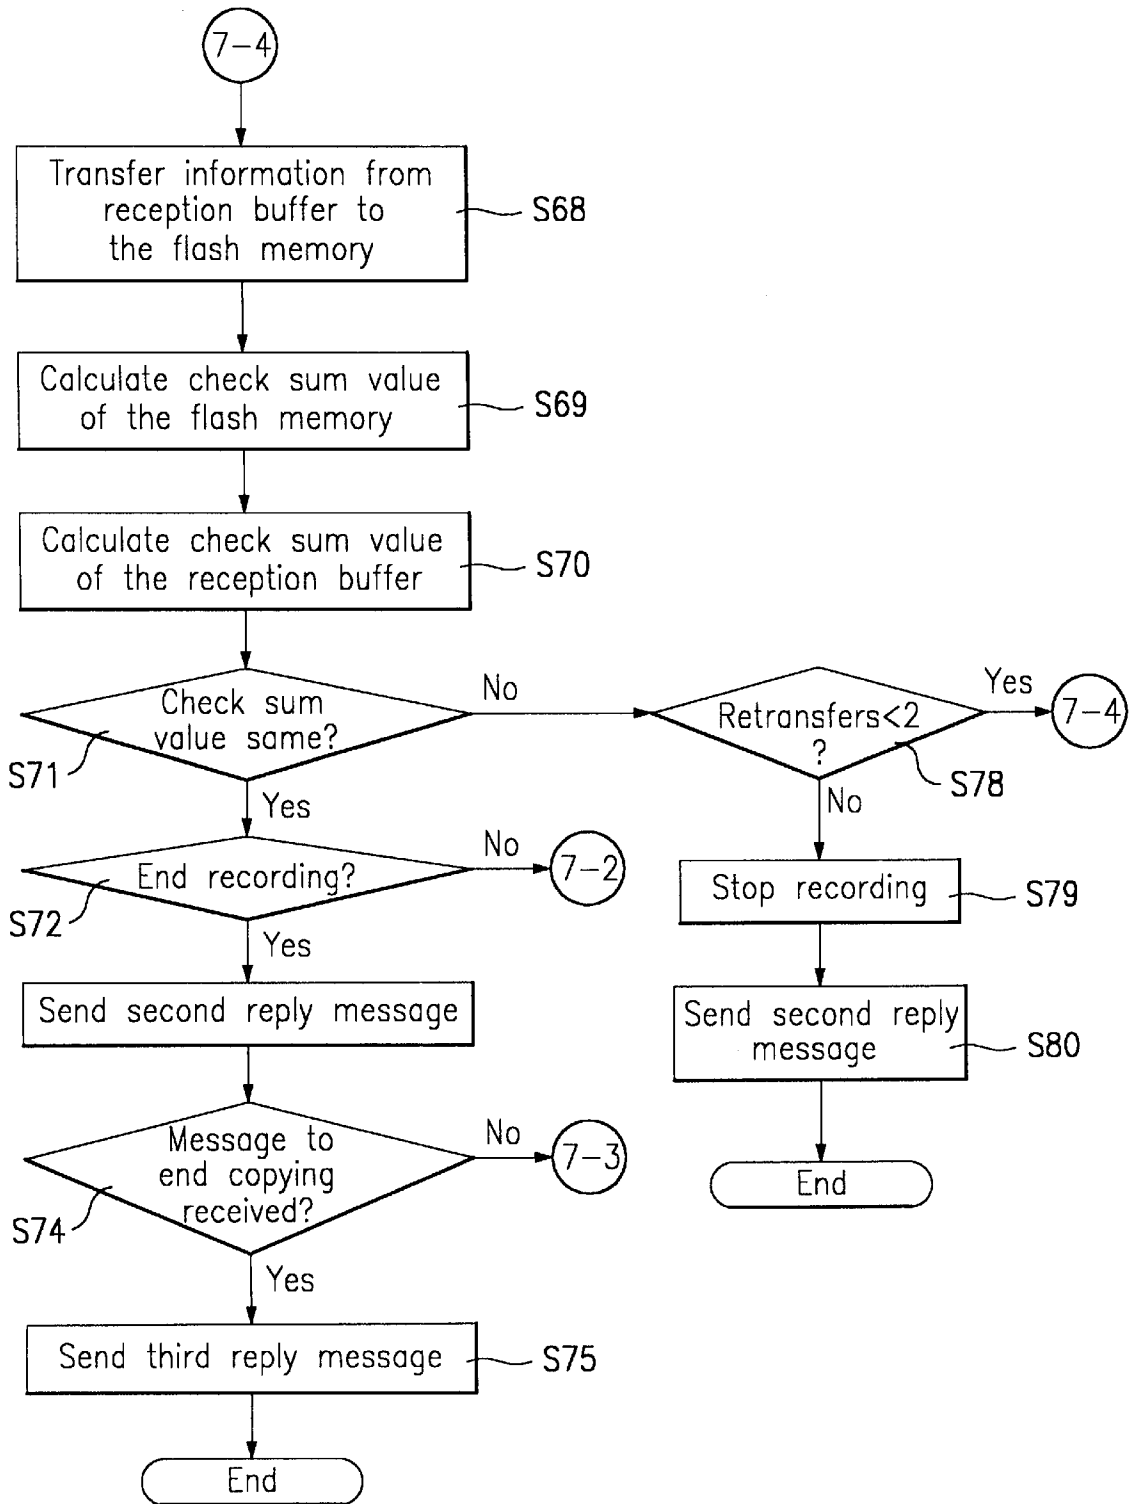 7-4
Transfer information from
reception buffer to
the flash memory
S68
Calculate check sum value
of the flash memory
S69
Calculate check sum value
of the reception buffer
S70
Check sum
value same?
S71
No
Yes
Retransfers<2
?
S78
Yes
7-4
No
End recording?
S72
No
7-2
Yes
Stop recording
S79
Send second reply message
Send second reply
message
S80
End
Message to
end copying
received?
S74
No
7-3
Yes
Send third reply message
S75
End